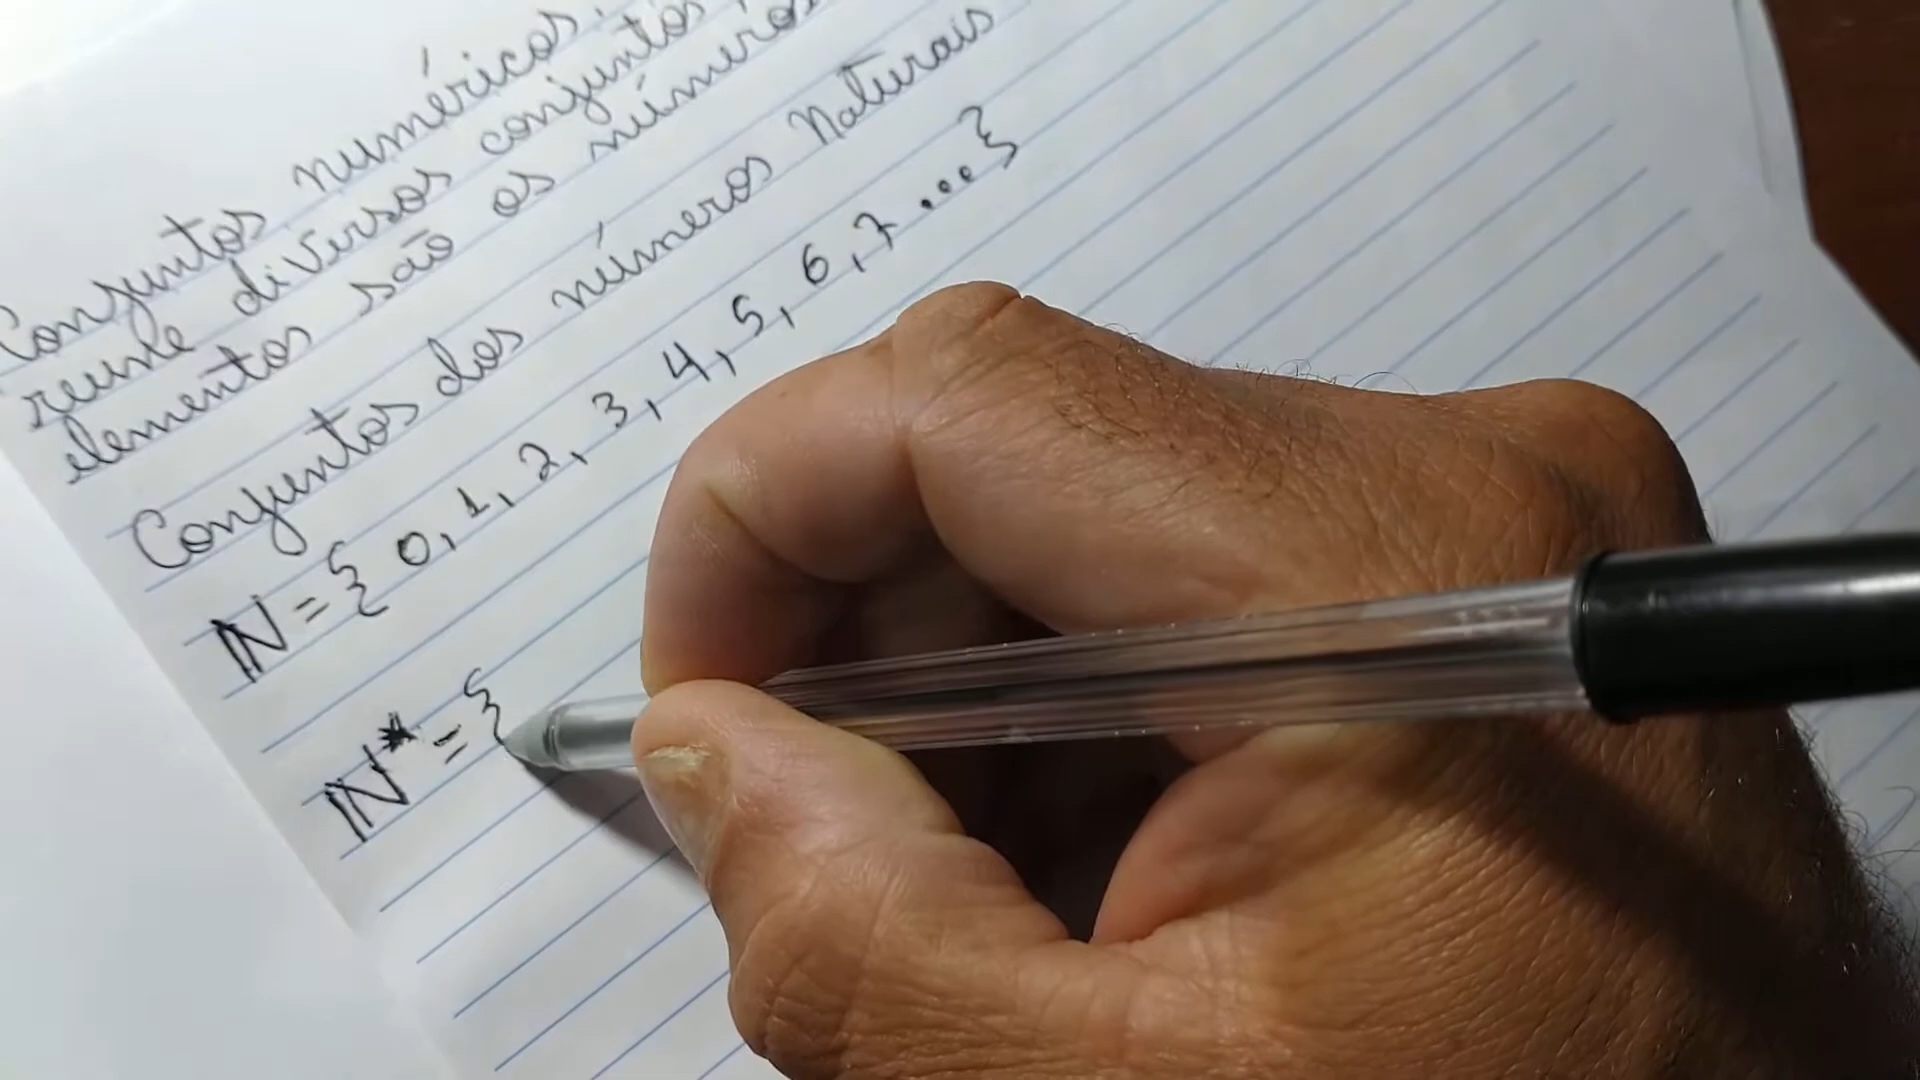 Conjuntos numéricos.
reune diversos conjuntos
elementos são os números
Conjuntos dos números Naturais
ℕ = { 0, 1, 2, 3, 4, 5, 6, 7 ... }
ℕ* = {